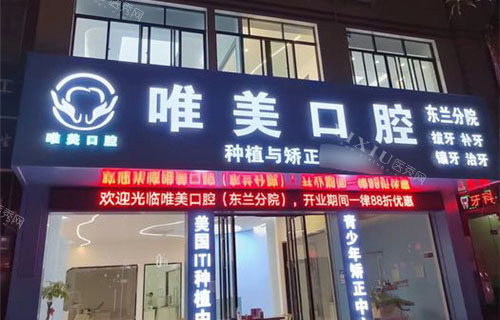 唯美口腔
唯美口腔
东兰分院
拔牙 补牙
镶牙 治牙
种植与矫正
欢迎光临唯美口腔（东兰分院），开业期间一律88折优惠
美国ITI种植中
青少年矫正中
牙科